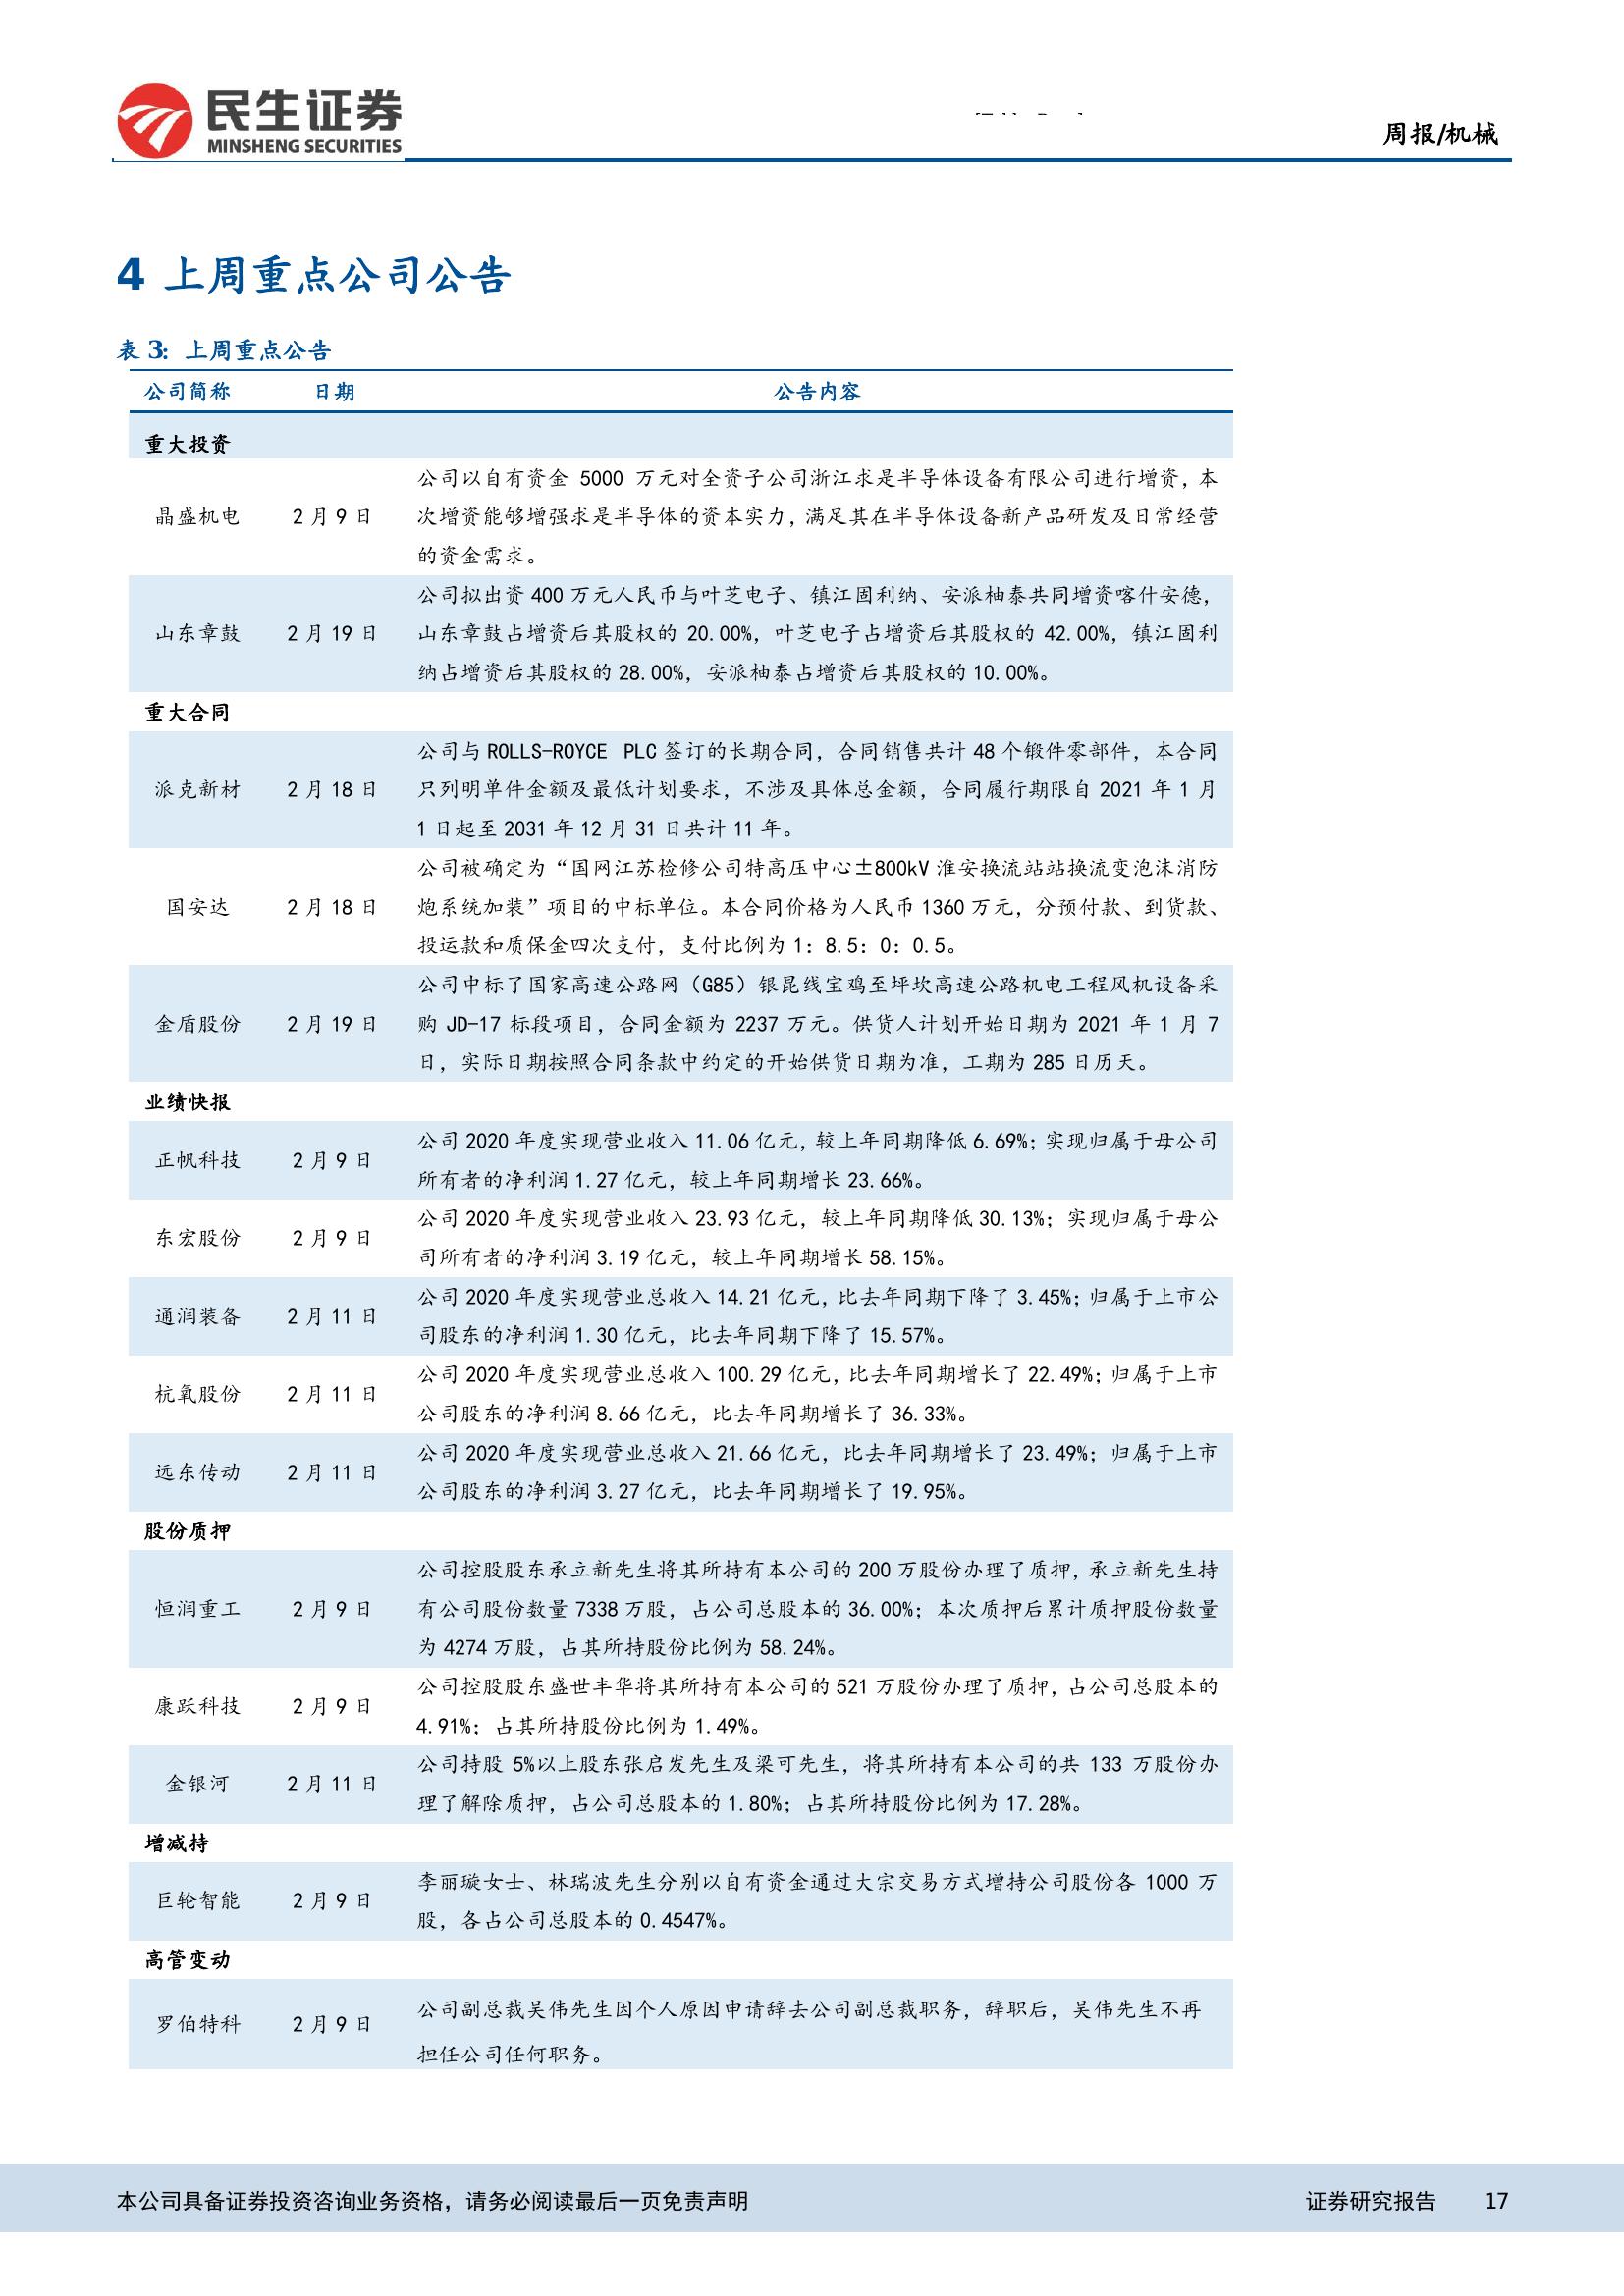 民生证券
MINSHENG SECURITIES
周报/机械
4 上周重点公司公告
表 3: 上周重点公告
公司简称 日期 公告内容
重大投资
公司以自有资金 5000 万元对全资子公司浙江求是半导体设备有限公司进行增资，本
晶盛机电 2 月 9 日 次增资能够增强求是半导体的资本实力，满足其在半导体设备新产品研发及日常经营
的资金需求。
公司拟出资 400 万元人民币与叶芝电子、镇江固利纳、安派柚泰共同增资喀什安德，
山东章鼓 2 月 19 日 山东章鼓占增资后其股权的 20.00%，叶芝电子占增资后其股权的 42.00%，镇江固利
纳占增资后其股权的 28.00%，安派柚泰占增资后其股权的 10.00%。
重大合同
公司与 ROLLS-ROYCE PLC 签订的长期合同，合同销售共计 48 个锻件零部件，本合同
派克新材 2 月 18 日 只列明单件金额及最低计划要求，不涉及具体总金额，合同履行期限自 2021 年 1 月
1 日起至 2031 年 12 月 31 日共计 11 年。
公司被确定为“国网江苏检修公司特高压中心±800kV 淮安换流站站换流变泡沫消防
国安达 2 月 18 日 炮系统加装”项目的中标单位。本合同价格为人民币 1360 万元，分预付款、到货款、
投运款和质保金四次支付，支付比例为 1：8.5：0：0.5。
公司中标了国家高速公路网（G85）银昆线宝鸡至坪坎高速公路机电工程风机设备采
金盾股份 2 月 19 日 购 JD-17 标段项目，合同金额为 2237 万元。供货人计划开始日期为 2021 年 1 月 7
日，实际日期按照合同条款中约定的开始供货日期为准，工期为 285 日历天。
业绩快报
公司 2020 年度实现营业收入 11.06 亿元，较上年同期降低 6.69%；实现归属于母公司
正帆科技 2 月 9 日
所有者的净利润 1.27 亿元，较上年同期增长 23.66%。
公司 2020 年度实现营业收入 23.93 亿元，较上年同期降低 30.13%；实现归属于母公
东宏股份 2 月 9 日
司所有者的净利润 3.19 亿元，较上年同期增长 58.15%。
公司 2020 年度实现营业总收入 14.21 亿元，比去年同期下降了 3.45%；归属于上市公
通润装备 2 月 11 日
司股东的净利润 1.30 亿元，比去年同期下降了 15.57%。
公司 2020 年度实现营业总收入 100.29 亿元，比去年同期增长了 22.49%；归属于上市
杭氧股份 2 月 11 日
公司股东的净利润 8.66 亿元，比去年同期增长了 36.33%。
公司 2020 年度实现营业总收入 21.66 亿元，比去年同期增长了 23.49%；归属于上市
远东传动 2 月 11 日
公司股东的净利润 3.27 亿元，比去年同期增长了 19.95%。
股份质押
公司控股股东承立新先生将其所持有本公司的 200 万股份办理了质押，承立新先生持
恒润重工 2 月 9 日 有公司股份数量 7338 万股，占公司总股本的 36.00%；本次质押后累计质押股份数量
为 4274 万股，占其所持股份比例为 58.24%。
公司控股股东盛世丰华将其所持有本公司的 521 万股份办理了质押，占公司总股本的
康跃科技 2 月 9 日
4.91%；占其所持股份比例为 1.49%。
公司持股 5%以上股东张启发先生及梁可先生，将其所持有本公司的共 133 万股份办
金银河 2 月 11 日
理了解除质押，占公司总股本的 1.80%；占其所持股份比例为 17.28%。
增减持
李丽璇女士、林瑞波先生分别以自有资金通过大宗交易方式增持公司股份各 1000 万
巨轮智能 2 月 9 日
股，各占公司总股本的 0.4547%。
高管变动
公司副总裁吴伟先生因个人原因申请辞去公司副总裁职务，辞职后，吴伟先生不再
罗伯特科 2 月 9 日
担任公司任何职务。
本公司具备证券投资咨询业务资格，请务必阅读最后一页免责声明 证券研究报告 17